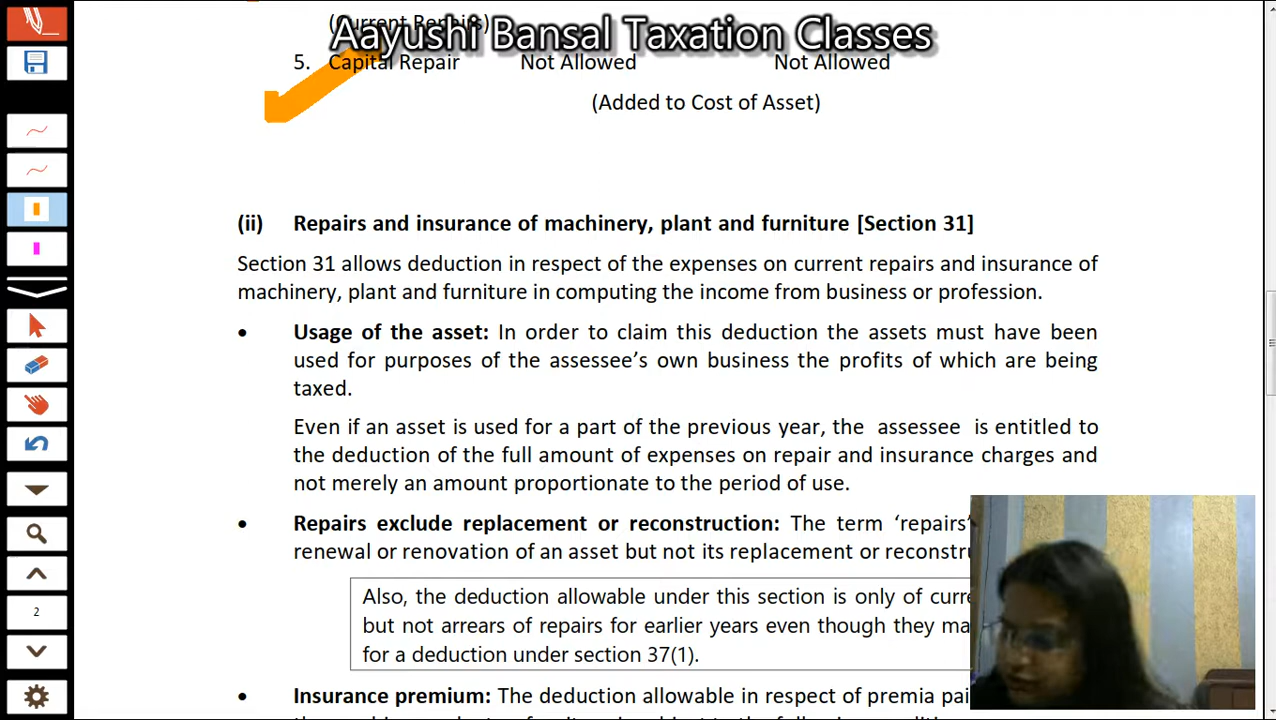 (Current Repairs)
Aayushi Bansal Taxation Classes
5. Capital Repair Not Allowed Not Allowed
(Added to Cost of Asset)
(ii) Repairs and insurance of machinery, plant and furniture [Section 31]
Section 31 allows deduction in respect of the expenses on current repairs and insurance of
machinery, plant and furniture in computing the income from business or profession.
• Usage of the asset: In order to claim this deduction the assets must have been
used for purposes of the assessee’s own business the profits of which are being
taxed.
Even if an asset is used for a part of the previous year, the assessee is entitled to
the deduction of the full amount of expenses on repair and insurance charges and
not merely an amount proportionate to the period of use.
• Repairs exclude replacement or reconstruction: The term ‘repairs’
renewal or renovation of an asset but not its replacement or
Also, the deduction allowable under this section is only of
but not arrears of repairs for earlier years even though they
for a deduction under section 37(1).
2
• Insurance premium: The deduction allowable in respect of premia